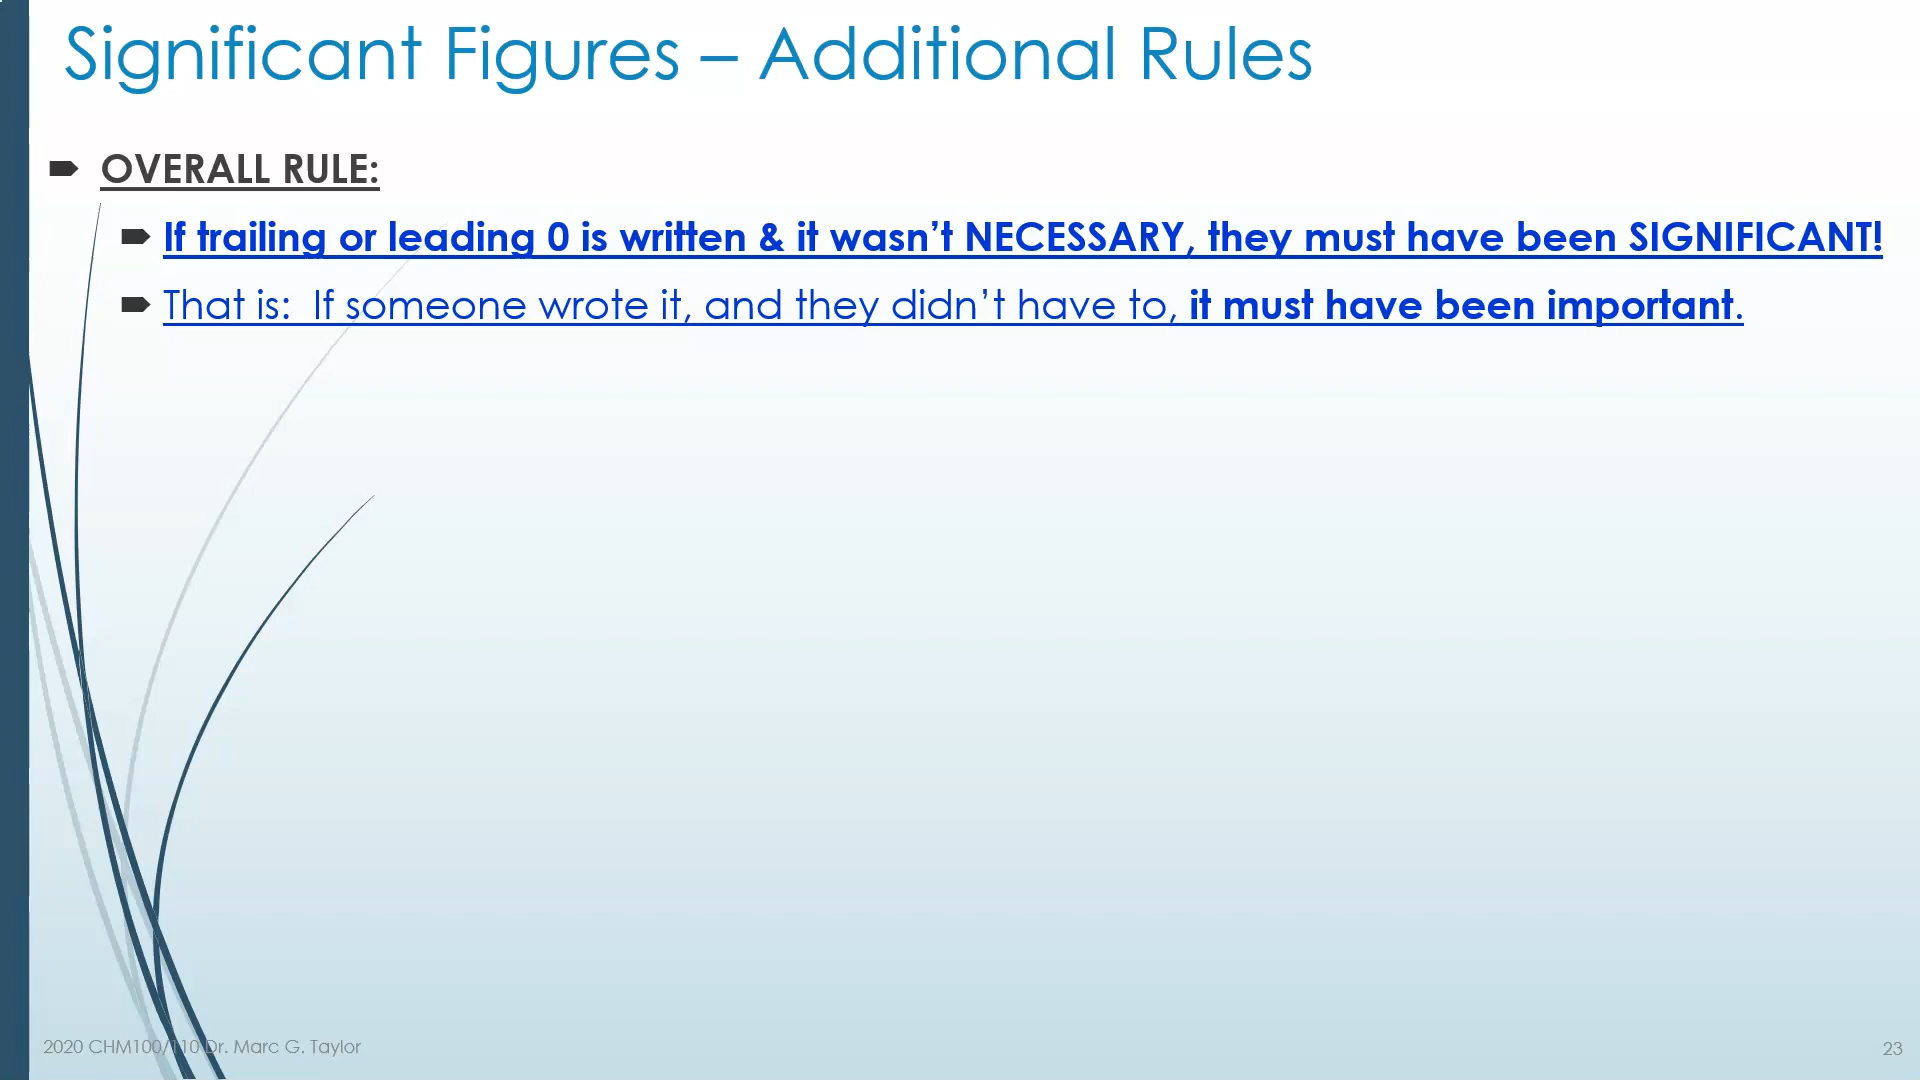 Significant Figures – Additional Rules
OVERALL RULE:
If trailing or leading 0 is written & it wasn’t NECESSARY, they must have been SIGNIFICANT!
That is:  If someone wrote it, and they didn’t have to, it must have been important.
2020 CHM100/110 Dr. Marc G. Taylor
23